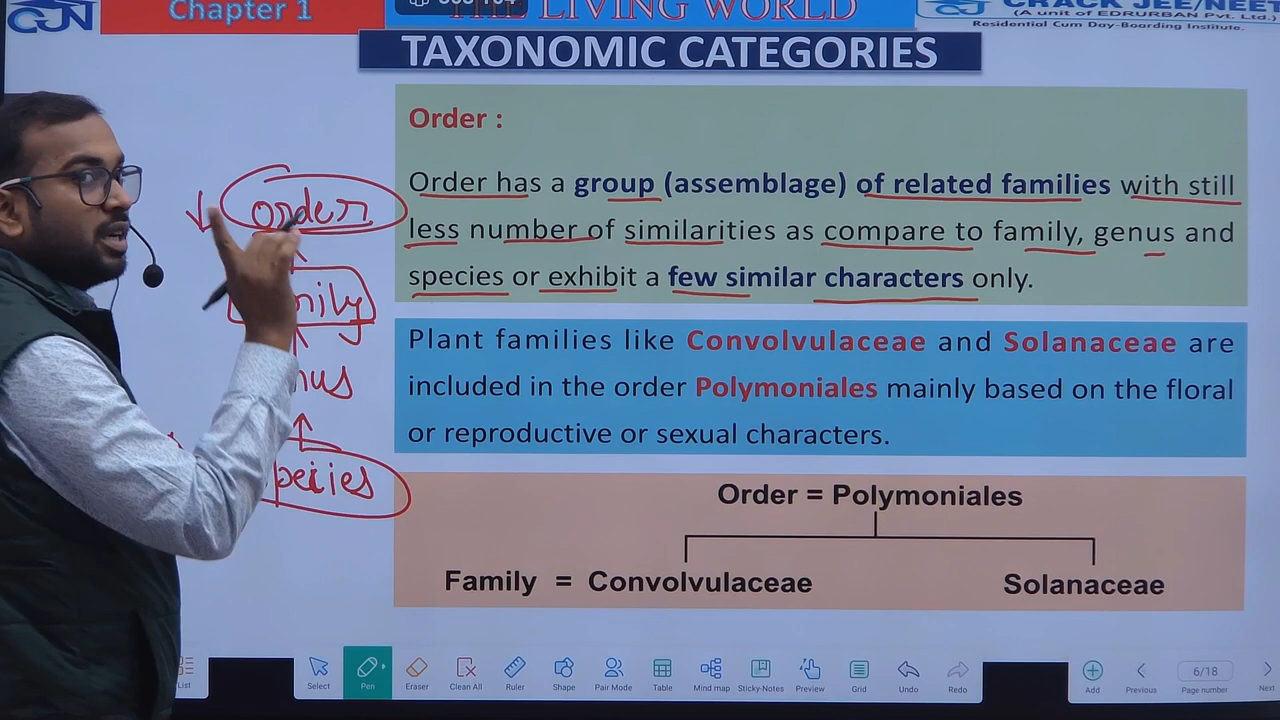 Chapter 1
THE LIVING WORLD
CRACK JEE/NEET
(A unit of EDRURBAN Pvt. Ltd.)
Residential Cum Day-Boarding Institute.
TAXONOMIC CATEGORIES
Order :
Order has a group (assemblage) of related families with still
less number of similarities as compare to family, genus and
species or exhibit a few similar characters only.
order
Plant families like Convolvulaceae and Solanaceae are
included in the order Polymoniales mainly based on the floral
or reproductive or sexual characters.
Order = Polymoniales
Family = Convolvulaceae
Solanaceae
List
Select
Pen
Eraser
Clean All
Ruler
Shape
Pair Mode
Table
Mind map
Sticky-Notes
Preview
Grid
Undo
Redo
Add
Previous
6/18
Page number
Next